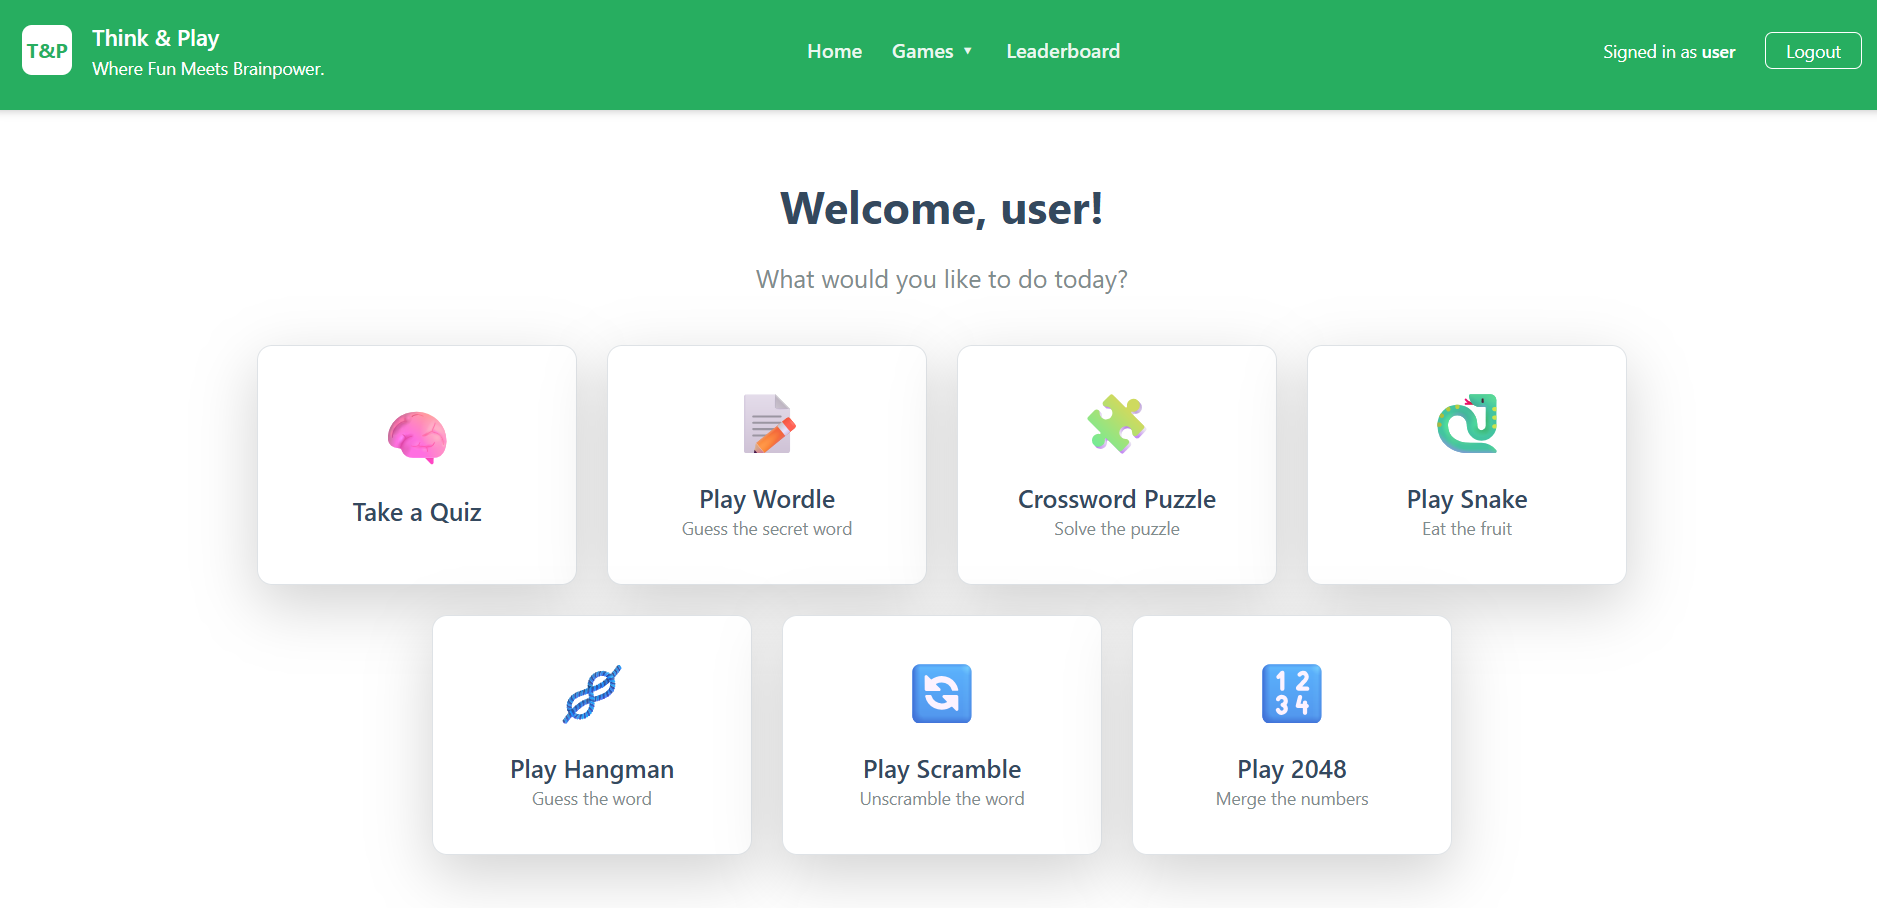 T&P
Think & Play
Where Fun Meets Brainpower.
Home
Games ▼
Leaderboard
Signed in as user
Logout
Welcome, user!
What would you like to do today?
Take a Quiz
Play Wordle
Guess the secret word
Crossword Puzzle
Solve the puzzle
Play Snake
Eat the fruit
Play Hangman
Guess the word
Play Scramble
Unscramble the word
1 2
3 4
Play 2048
Merge the numbers